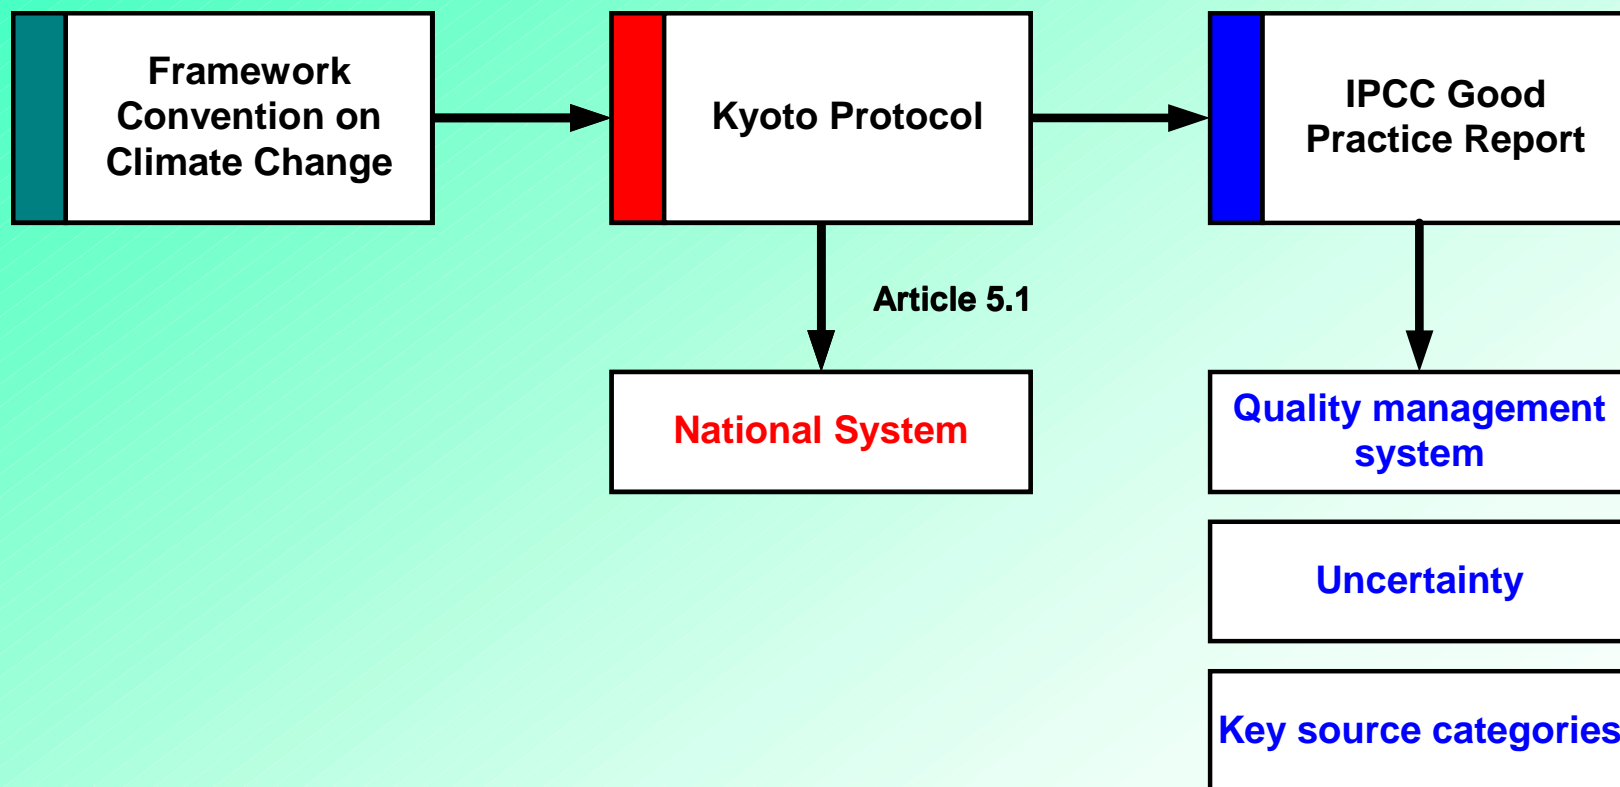 Framework
Convention on
Climate Change
Kyoto Protocol
IPCC Good
Practice Report
Article 5.1
National System
Quality management
system
Uncertainty
Key source categories